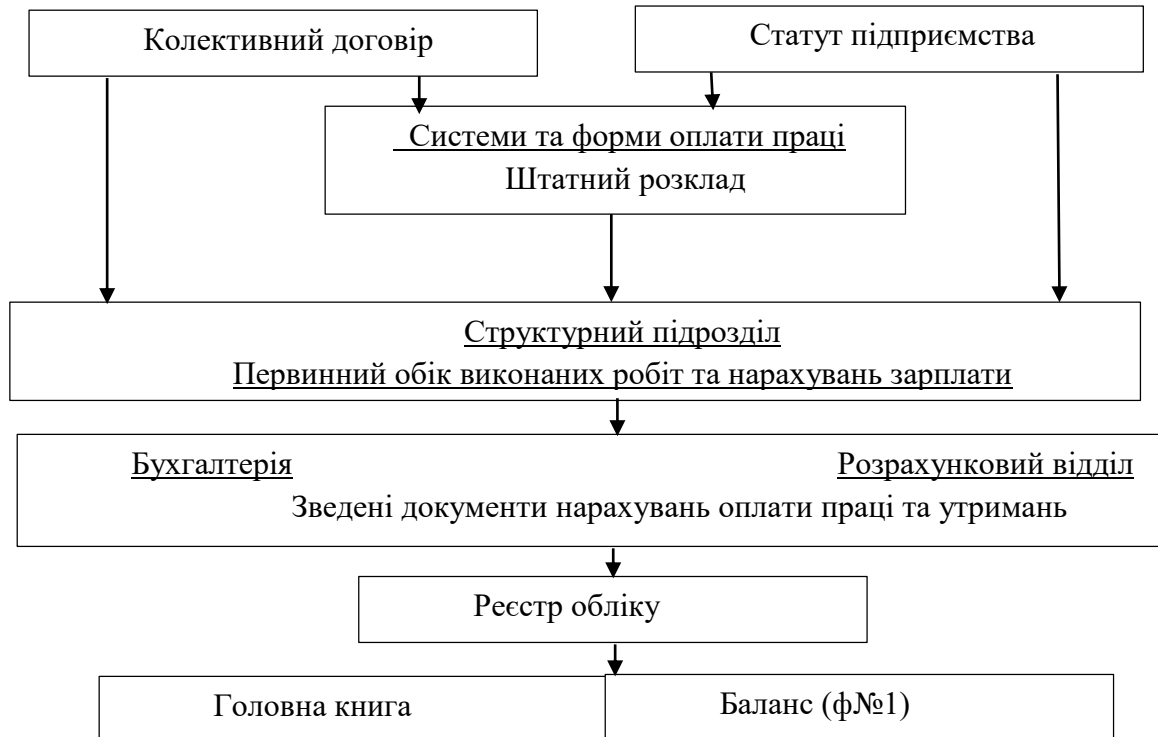 Колективний договір
Статут підприємства
Системи та форми оплати праці
Штатний розклад
Структурний підрозділ
Первинний обік виконаних робіт та нарахувань зарплати
Бухгалтерія
Розрахунковий відділ
Зведені документи нарахувань оплати праці та утримань
Реєстр обліку
Головна книга
Баланс (ф№1)